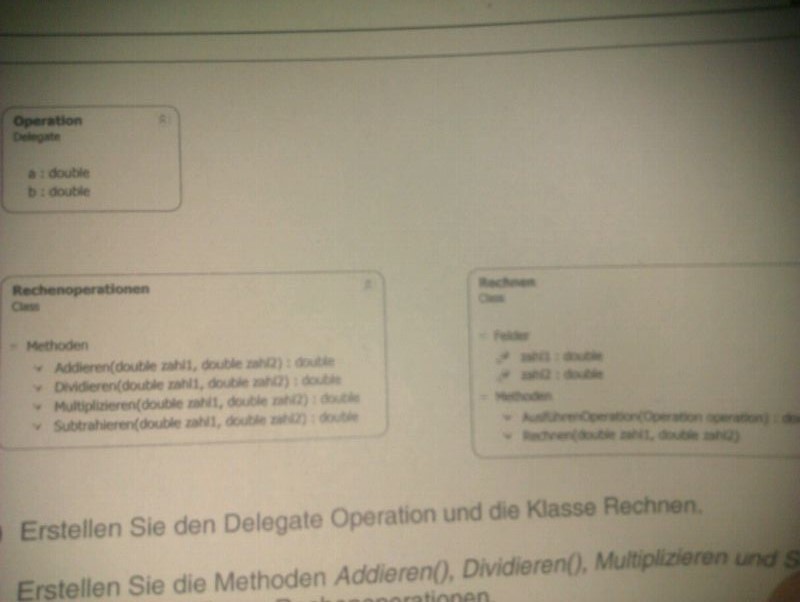 Operation
Delegate
a : double
b : double
Rechenoperationen
Class
Methoden
Addieren(double zahl1, double zahl2) : double
Dividieren(double zahl1, double zahl2) : double
Multiplizieren(double zahl1, double zahl2) : double
Subtrahieren(double zahl1, double zahl2) : double
Rechnen
Class
Felder
zahl1 : double
zahl2 : double
Methoden
AusführenOperation(Operation operation) : do
Rechnen(double zahl1, double zahl2)
Erstellen Sie den Delegate Operation und die Klasse Rechnen.
Erstellen Sie die Methoden Addieren(), Dividieren(), Multiplizieren und S
Rechenoperationen.